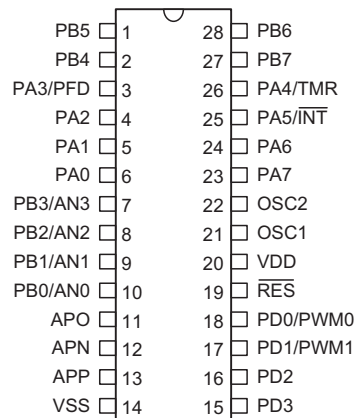 PB5 1 28 PB6
PB4 2 27 PB7
PA3/PFD 3 26 PA4/TMR
PA2 4 25 PA5/I̅N̅T̅
PA1 5 24 PA6
PA0 6 23 PA7
PB3/AN3 7 22 OSC2
PB2/AN2 8 21 OSC1
PB1/AN1 9 20 VDD
PB0/AN0 10 19 R̅E̅S̅
APO 11 18 PD0/PWM0
APN 12 17 PD1/PWM1
APP 13 16 PD2
VSS 14 15 PD3